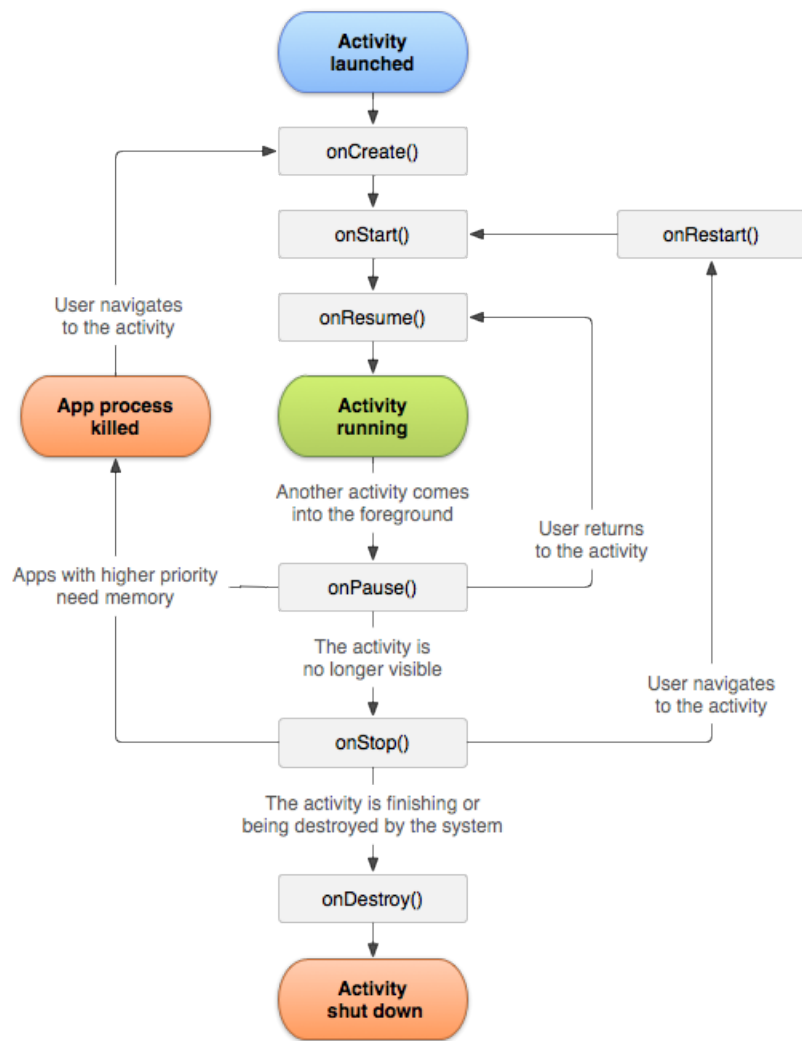 Activity
launched
onCreate()
onStart()
onRestart()
User navigates
to the activity
onResume()
App process
killed
Activity
running
Another activity comes
into the foreground
User returns
to the activity
Apps with higher priority
need memory
onPause()
The activity is
no longer visible
User navigates
to the activity
onStop()
The activity is finishing or
being destroyed by the system
onDestroy()
Activity
shut down